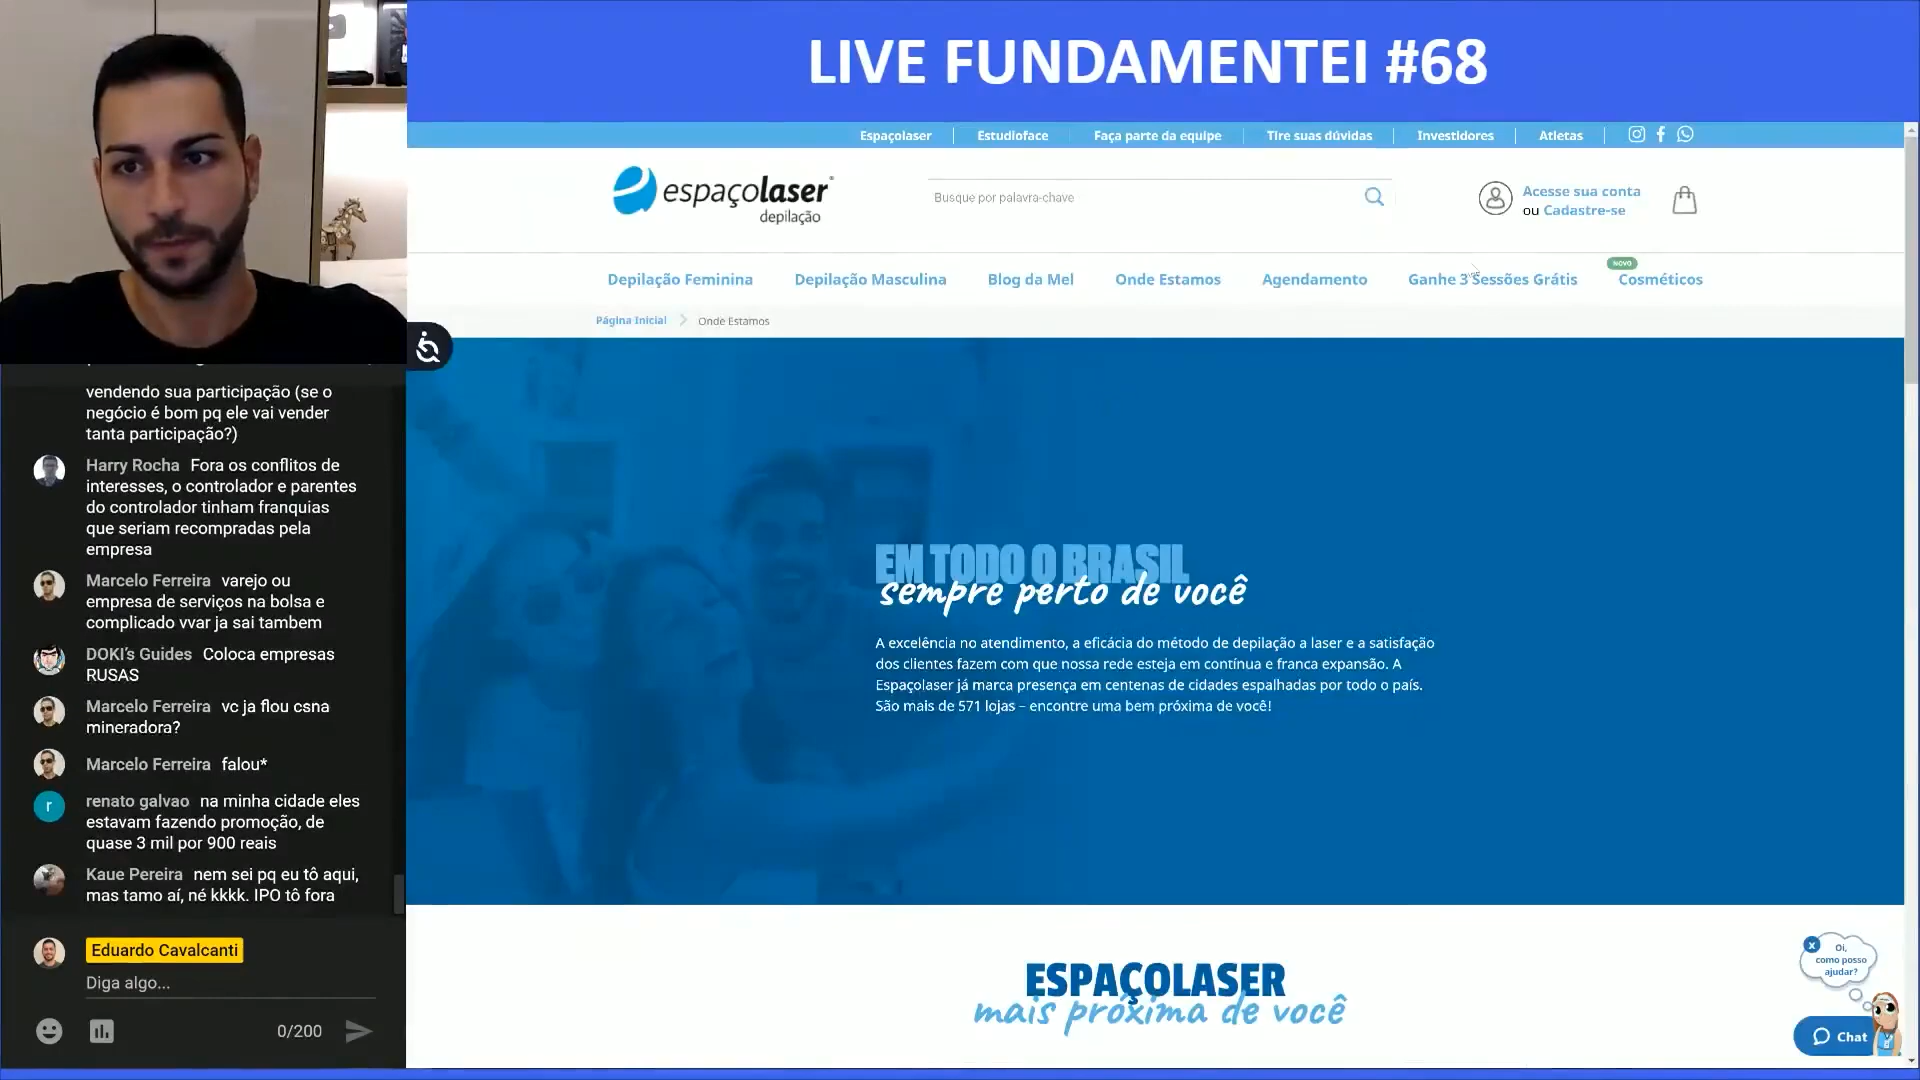 LIVE FUNDAMENTEI #68
Espaçolaser
Estudioface
Faça parte da equipe
Tire suas dúvidas
Investidores
Atletas
espaçolaser
depilação
Busque por palavra-chave
Acesse sua conta
ou Cadastre-se
Depilação Feminina
Depilação Masculina
Blog da Mel
Onde Estamos
Agendamento
Ganhe 3 Sessões Grátis
NOVO
Cosméticos
Página Inicial
Onde Estamos
EM TODO O BRASIL
sempre perto de você
A excelência no atendimento, a eficácia do método de depilação a laser e a satisfação
dos clientes fazem com que nossa rede esteja em contínua e franca expansão. A
Espaçolaser já marca presença em centenas de cidades espalhadas por todo o país.
São mais de 571 lojas – encontre uma bem próxima de você!
ESPAÇOLASER
mais próxima de você
x
Oi,
como posso
ajudar?
Chat
vendendo sua participação (se o
negócio é bom pq ele vai vender
tanta participação?)
Harry Rocha Fora os conflitos de
interesses, o controlador e parentes
do controlador tinham franquias
que seriam recompradas pela
empresa
Marcelo Ferreira varejo ou
empresa de serviços na bolsa e
complicado vvar ja sai tambem
DOKI's Guides Coloca empresas
RUSAS
Marcelo Ferreira vc ja flou csna
mineradora?
Marcelo Ferreira falou*
r
renato galvao na minha cidade eles
estavam fazendo promoção, de
quase 3 mil por 900 reais
Kaue Pereira nem sei pq eu tô aqui,
mas tamo aí, né kkkk. IPO tô fora
Eduardo Cavalcanti
Diga algo...
0/200